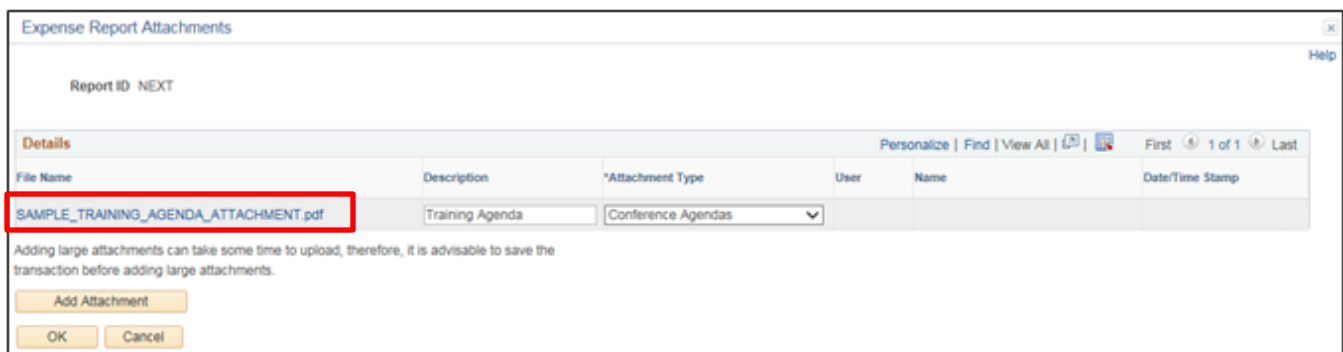 Expense Report Attachments
Help
Report ID NEXT
Details Personalize | Find | View All | | First 1 of 1 Last
File Name Description *Attachment Type User Name Date/Time Stamp
SAMPLE_TRAINING_AGENDA_ATTACHMENT.pdf Training Agenda Conference Agendas
Adding large attachments can take some time to upload, therefore, it is advisable to save the
transaction before adding large attachments.
Add Attachment
OK Cancel